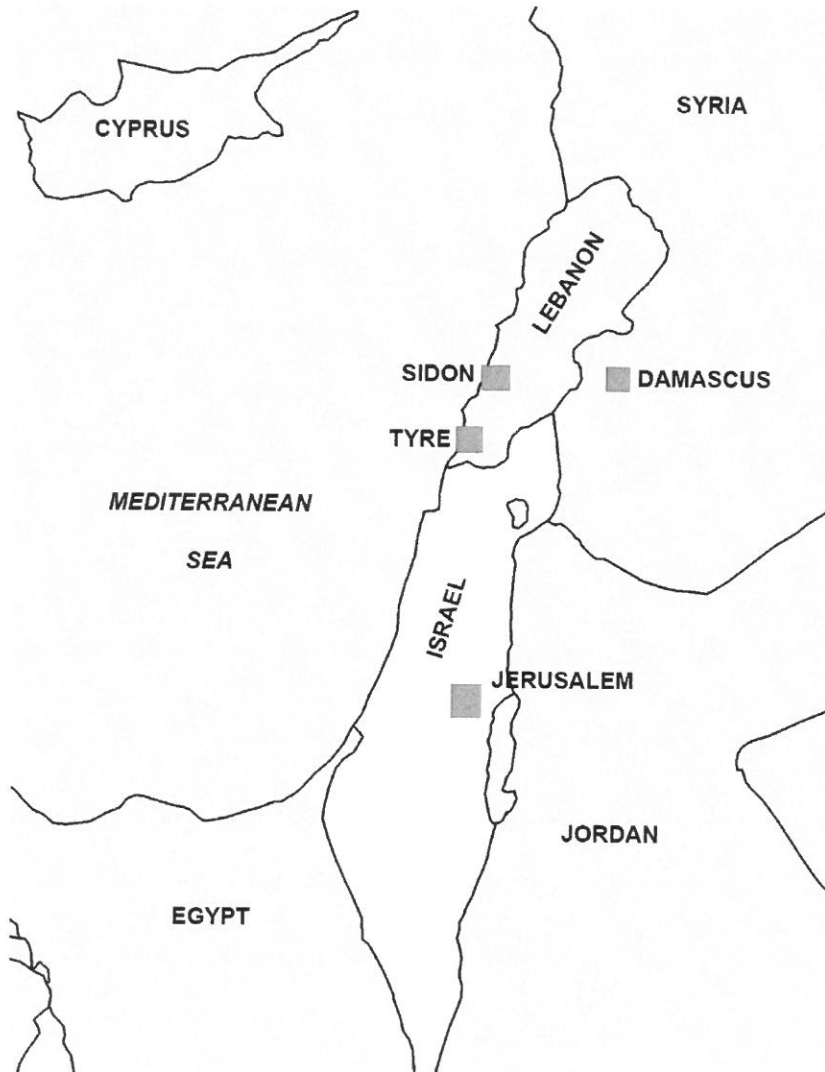 SYRIA
CYPRUS
LEBANON
SIDON
DAMASCUS
TYRE
MEDITERRANEAN
SEA
ISRAEL
JERUSALEM
JORDAN
EGYPT